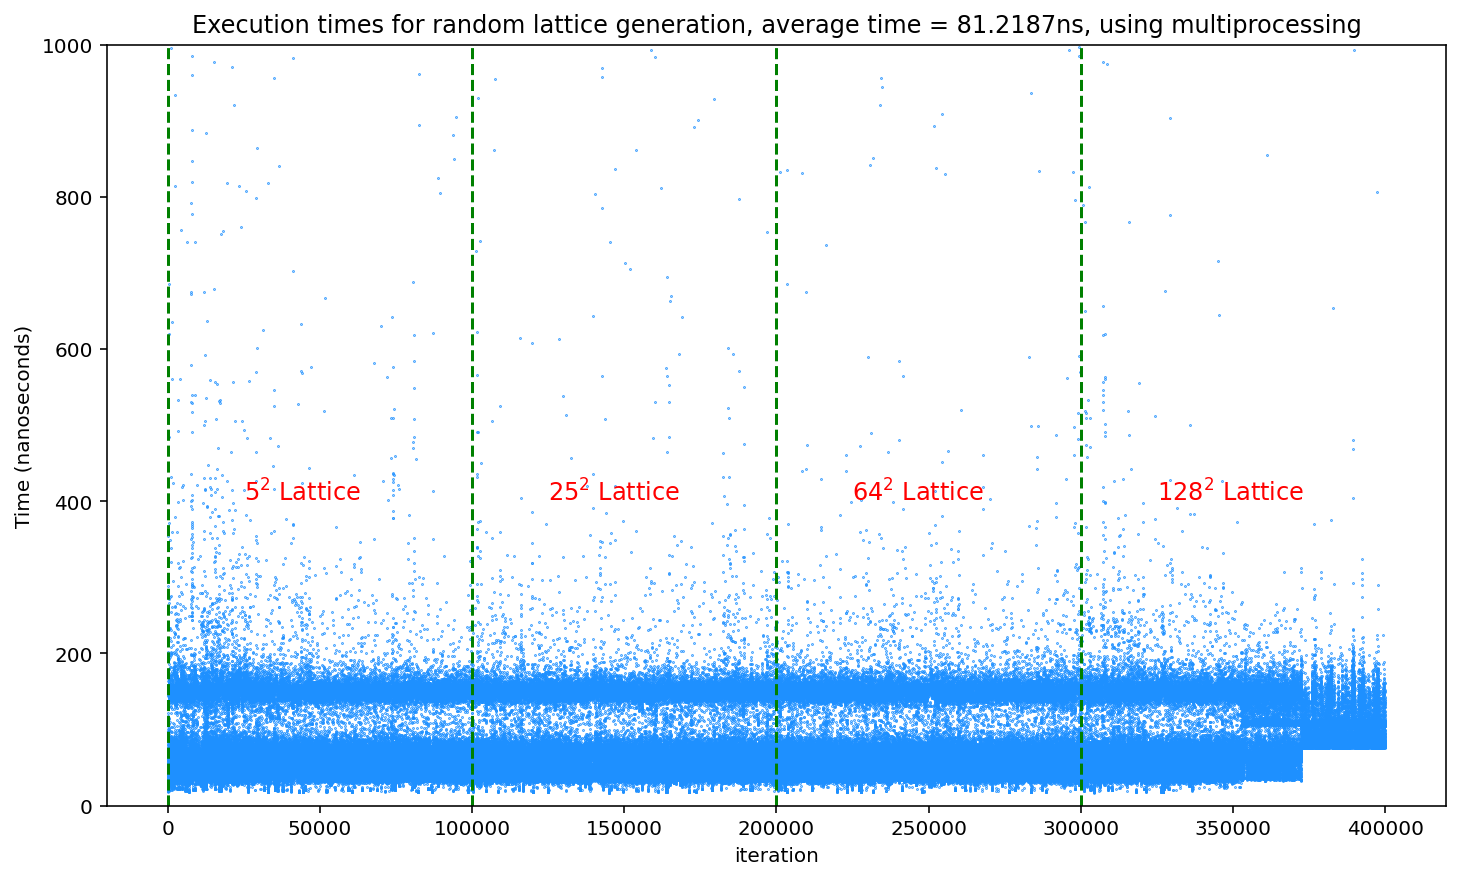 Execution times for random lattice generation, average time = 81.2187ns, using multiprocessing
1000
800
600
400
200
0
Time (nanoseconds)
5² Lattice
25² Lattice
64² Lattice
128² Lattice
0
50000
100000
150000
200000
250000
300000
350000
400000
iteration